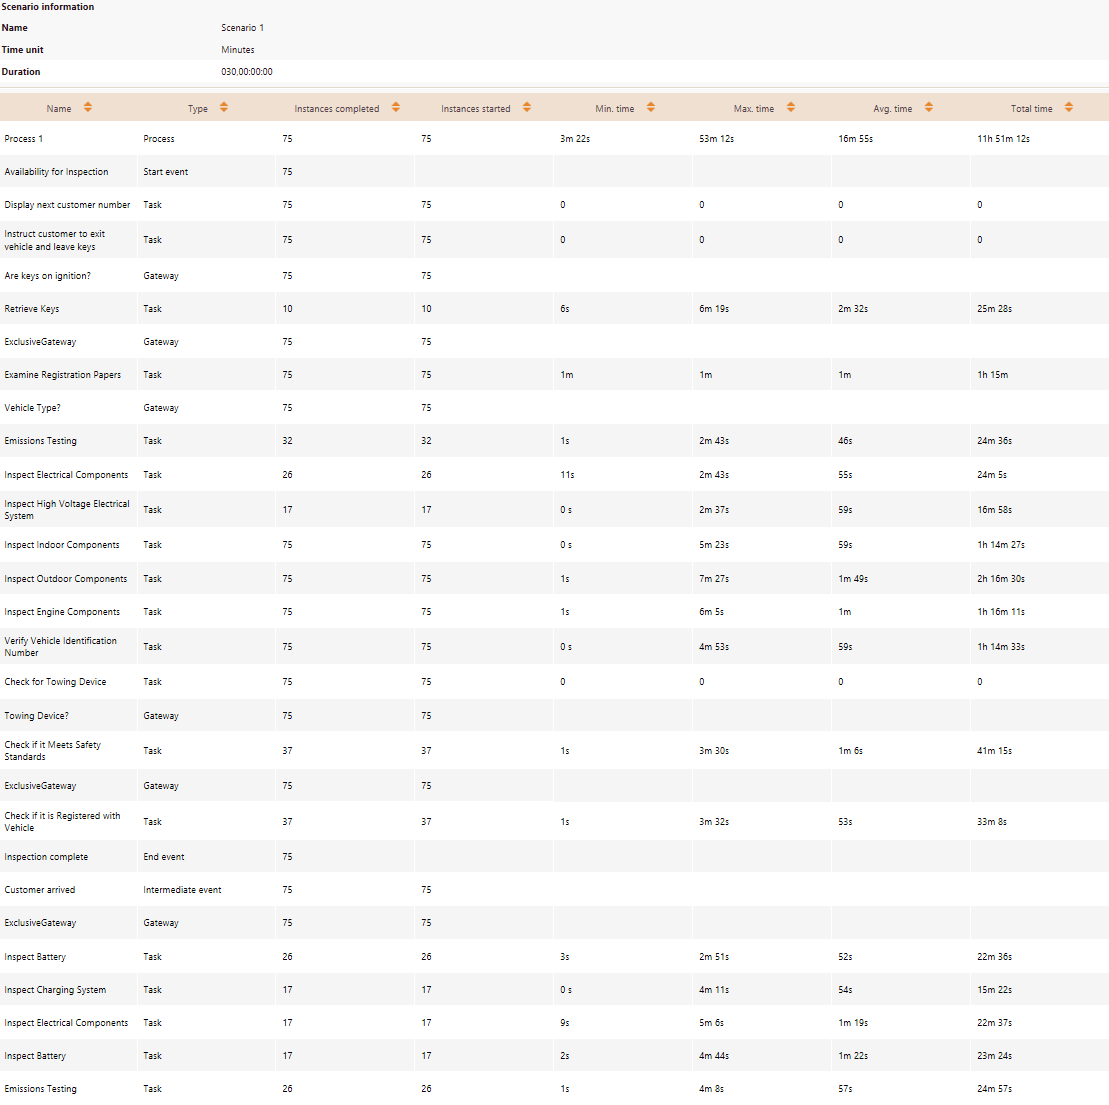 Scenario information
Name Scenario 1
Time unit Minutes
Duration 030,00:00:00
Name Type Instances completed Instances started Min. time Max. time Avg. time Total time
Process 1 Process 75 75 3m 22s 53m 12s 16m 55s 11h 51m 12s
Availability for Inspection Start event 75
Display next customer number Task 75 75 0 0 0 0
Instruct customer to exit
vehicle and leave keys Task 75 75 0 0 0 0
Are keys on ignition? Gateway 75 75
Retrieve Keys Task 10 10 6s 6m 19s 2m 32s 25m 28s
ExclusiveGateway Gateway 75 75
Examine Registration Papers Task 75 75 1m 1m 1m 1h 15m
Vehicle Type? Gateway 75 75
Emissions Testing Task 32 32 1s 2m 43s 46s 24m 36s
Inspect Electrical Components Task 26 26 11s 2m 43s 55s 24m 5s
Inspect High Voltage Electrical
System Task 17 17 0 s 2m 37s 59s 16m 58s
Inspect Indoor Components Task 75 75 0 s 5m 23s 59s 1h 14m 27s
Inspect Outdoor Components Task 75 75 1s 7m 27s 1m 49s 2h 16m 30s
Inspect Engine Components Task 75 75 1s 6m 5s 1m 1h 16m 11s
Verify Vehicle Identification
Number Task 75 75 0 s 4m 53s 59s 1h 14m 33s
Check for Towing Device Task 75 75 0 0 0 0
Towing Device? Gateway 75 75
Check if it Meets Safety
Standards Task 37 37 1s 3m 30s 1m 6s 41m 15s
ExclusiveGateway Gateway 75 75
Check if it is Registered with
Vehicle Task 37 37 1s 3m 32s 53s 33m 8s
Inspection complete End event 75
Customer arrived Intermediate event 75 75
ExclusiveGateway Gateway 75 75
Inspect Battery Task 26 26 3s 2m 51s 52s 22m 36s
Inspect Charging System Task 17 17 0 s 4m 11s 54s 15m 22s
Inspect Electrical Components Task 17 17 9s 5m 6s 1m 19s 22m 37s
Inspect Battery Task 17 17 2s 4m 44s 1m 22s 23m 24s
Emissions Testing Task 26 26 1s 4m 8s 57s 24m 57s